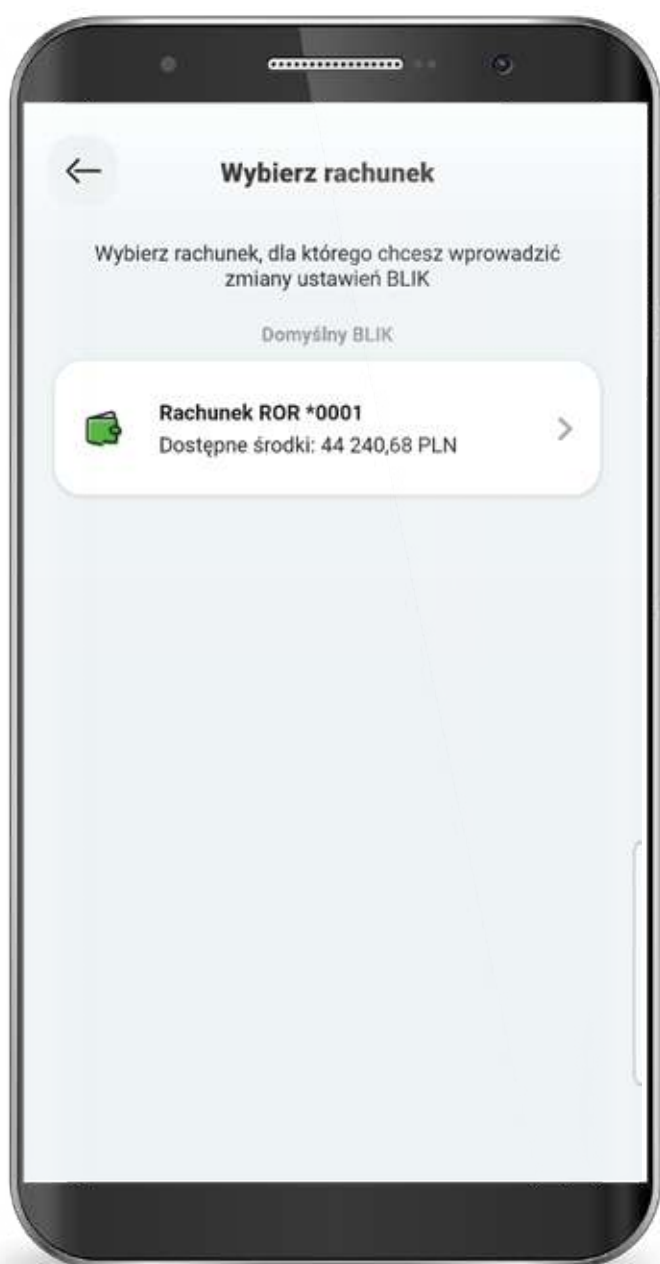 Wybierz rachunek
Wybierz rachunek, dla którego chcesz wprowadzić
zmiany ustawień BLIK
Domyślny BLIK
Rachunek ROR *0001
Dostępne środki: 44 240,68 PLN